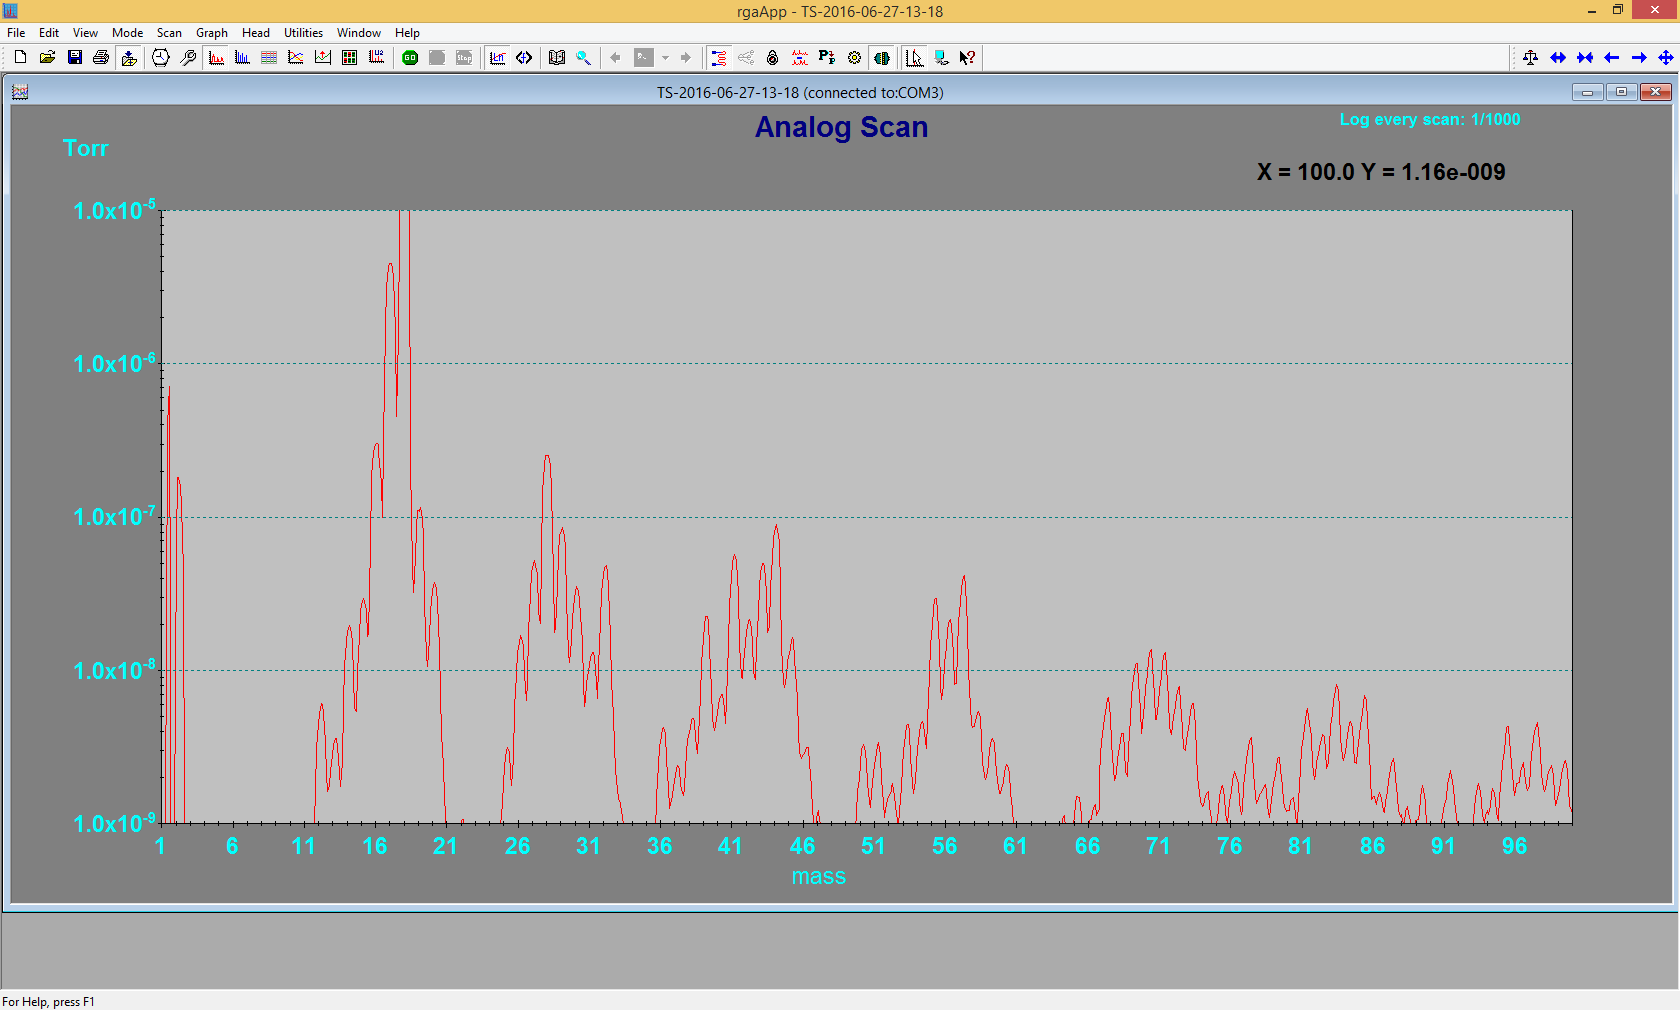 rgaApp - TS-2016-06-27-13-18
File Edit View Mode Scan Graph Head Utilities Window Help
GO Stop
TS-2016-06-27-13-18 (connected to:COM3)
Analog Scan
Log every scan: 1/1000
Torr
X = 100.0 Y = 1.16e-009
1.0x10-5
1.0x10-6
1.0x10-7
1.0x10-8
1.0x10-9
1 6 11 16 21 26 31 36 41 46 51 56 61 66 71 76 81 86 91 96
mass
For Help, press F1